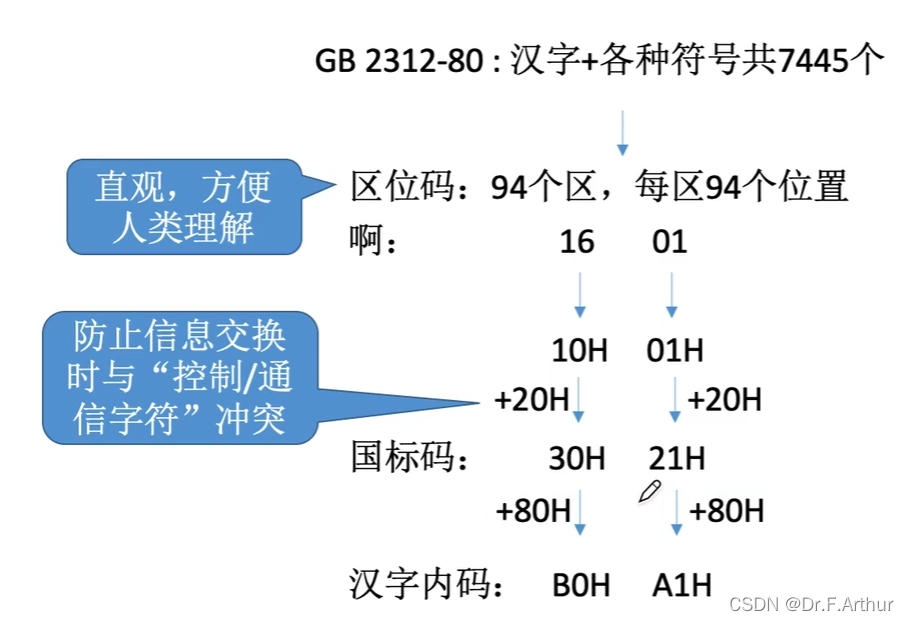 GB 2312-80 : 汉字+各种符号共7445个
直观，方便
人类理解
区位码：94个区，每区94个位置
啊： 16 01
10H 01H
防止信息交换
时与“控制/通
信字符”冲突
+20H +20H
国标码： 30H 21H
+80H +80H
汉字内码： B0H A1H
CSDN @Dr.F.Arthur